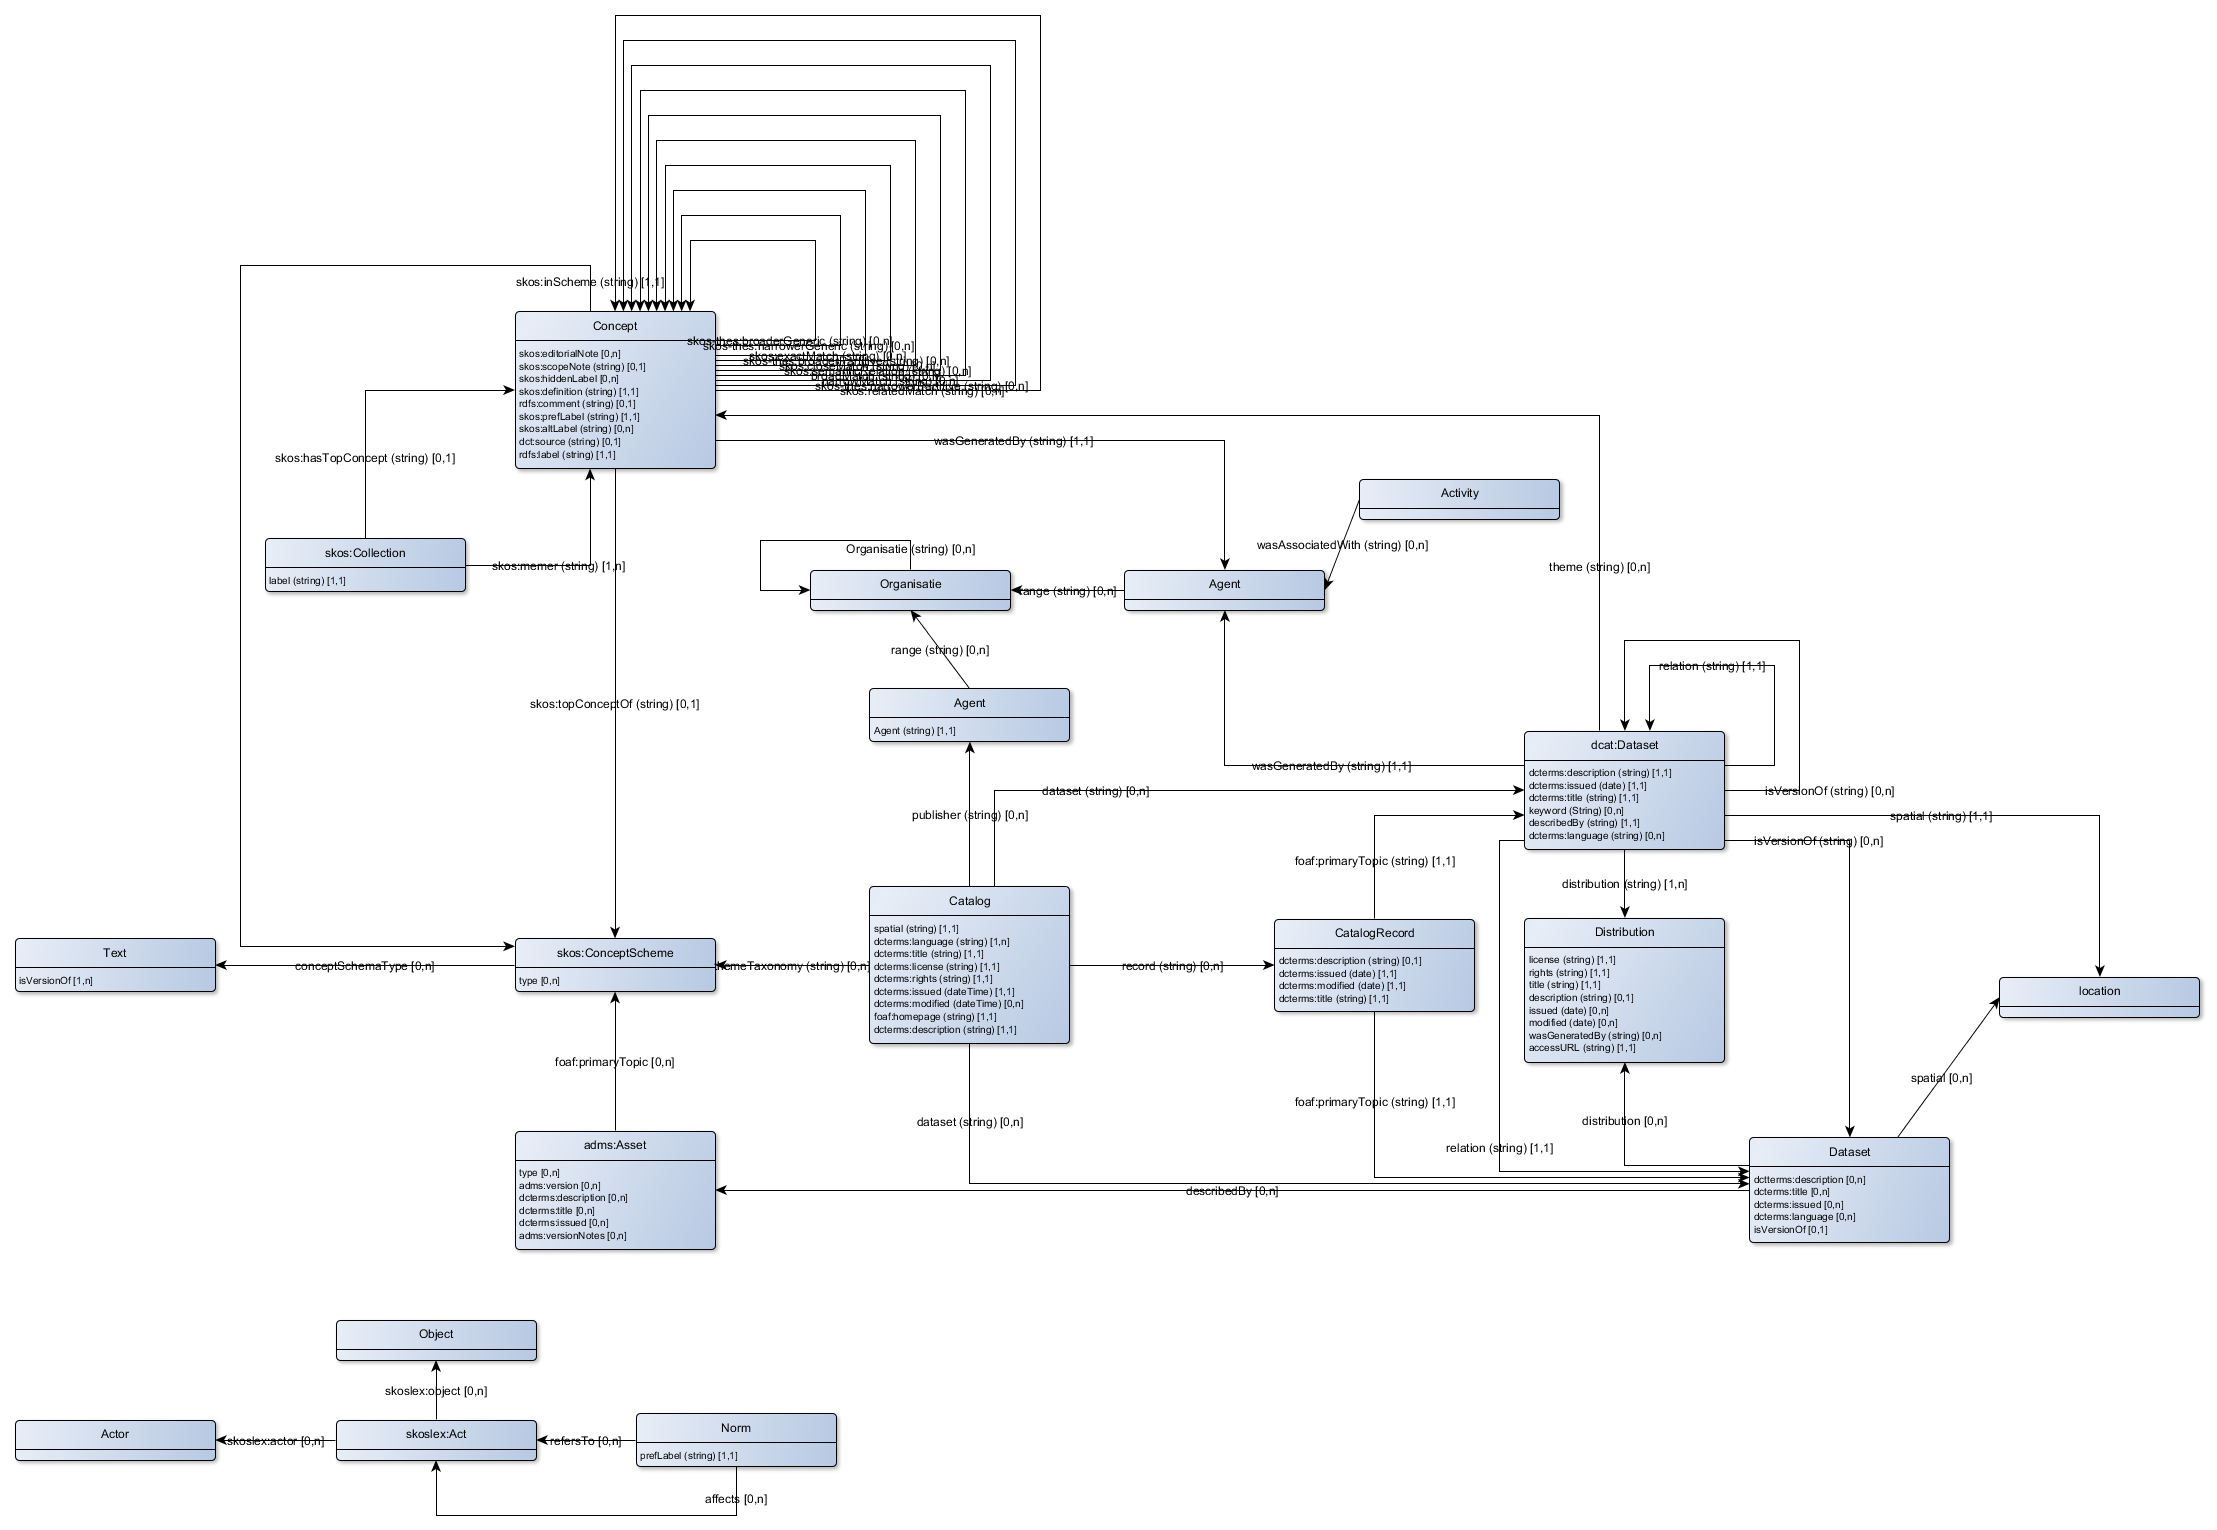 skos:inScheme (string) [1,1]
Concept
skos:editorialNote [0,n]
skos:scopeNote (string) [0,1]
skos:hiddenLabel [0,n]
skos:definition (string) [1,1]
rdfs:comment (string) [0,1]
skos:prefLabel (string) [1,1]
skos:altLabel (string) [0,n]
dct:source (string) [0,1]
rdfs:label (string) [1,1]
skos-thes:broaderGeneric (string) [0,n]
skos-thes:narrowerGeneric (string) [0,n]
skos:exactMatch (string) [0,n]
skos:relatedMatch (string) [0,n]
wasGeneratedBy (string) [1,1]
skos:hasTopConcept (string) [0,1]
skos:Collection
label (string) [1,1]
skos:memer (string) [1,n]
Activity
wasAssociatedWith (string) [0,n]
Organisatie (string) [0,n]
Organisatie
range (string) [0,n]
Agent
theme (string) [0,n]
range (string) [0,n]
Agent
Agent (string) [1,1]
skos:topConceptOf (string) [0,1]
relation (string) [1,1]
dcat:Dataset
dcterms:description (string) [1,1]
dcterms:issued (date) [1,1]
dcterms:title (string) [1,1]
keyword (String) [0,n]
describedBy (string) [1,1]
dcterms:language (string) [0,n]
wasGeneratedBy (string) [1,1]
dataset (string) [0,n]
isVersionOf (string) [0,n]
publisher (string) [0,n]
spatial (string) [1,1]
isVersionOf (string) [0,n]
foaf:primaryTopic (string) [1,1]
distribution (string) [1,n]
Catalog
spatial (string) [1,1]
dcterms:language (string) [1,n]
dcterms:title (string) [1,1]
dcterms:license (string) [1,1]
dcterms:rights (string) [1,1]
dcterms:issued (dateTime) [1,1]
dcterms:modified (dateTime) [0,n]
foaf:homepage (string) [1,1]
dcterms:description (string) [1,1]
CatalogRecord
dcterms:description (string) [0,1]
dcterms:issued (date) [1,1]
dcterms:modified (date) [1,1]
dcterms:title (string) [1,1]
Distribution
license (string) [1,1]
rights (string) [1,1]
title (string) [1,1]
description (string) [0,1]
issued (date) [0,n]
modified (date) [0,n]
wasGeneratedBy (string) [0,n]
accessURL (string) [1,1]
Text
isVersionOf [1,n]
conceptSchemaType [0,n]
skos:ConceptScheme
type [0,n]
hemeTaxonomy (string) [0,n]
record (string) [0,n]
location
foaf:primaryTopic [0,n]
spatial [0,n]
foaf:primaryTopic (string) [1,1]
dataset (string) [0,n]
distribution [0,n]
relation (string) [1,1]
adms:Asset
type [0,n]
adms:version [0,n]
dcterms:description [0,n]
dcterms:title [0,n]
dcterms:issued [0,n]
adms:versionNotes [0,n]
describedBy [0,n]
Dataset
dctterms:description [0,n]
dcterms:title [0,n]
dcterms:issued [0,n]
dcterms:language [0,n]
isVersionOf [0,1]
Object
skoslex:object [0,n]
Actor
skoslex:actor [0,n]
skoslex:Act
refersTo [0,n]
Norm
prefLabel (string) [1,1]
affects [0,n]